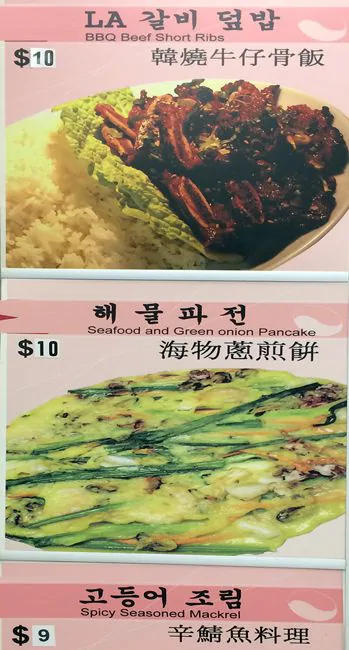 LA 갈비 덮밥
BBQ Beef Short Ribs
$10 韓燒牛仔骨飯
해물파전
Seafood and Green onion Pancake
$10 海物蔥煎餠
고등어 조림
Spicy Seasoned Mackrel
$9 辛鯖魚料理